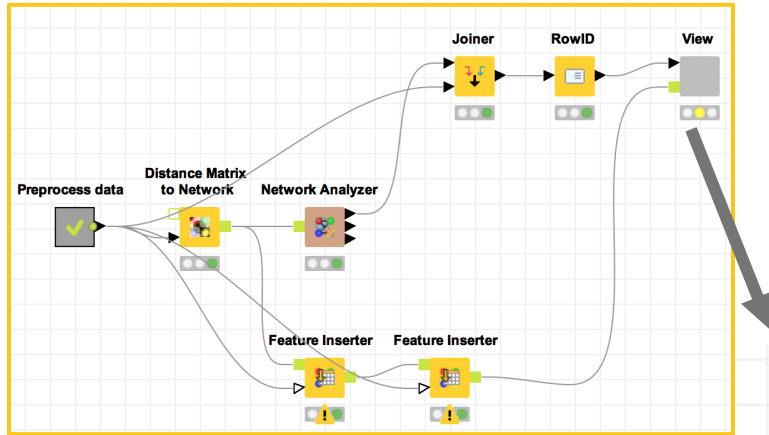 Joiner
RowID
View
Preprocess data
Distance Matrix
to Network
Network Analyzer
Feature Inserter
Feature Inserter